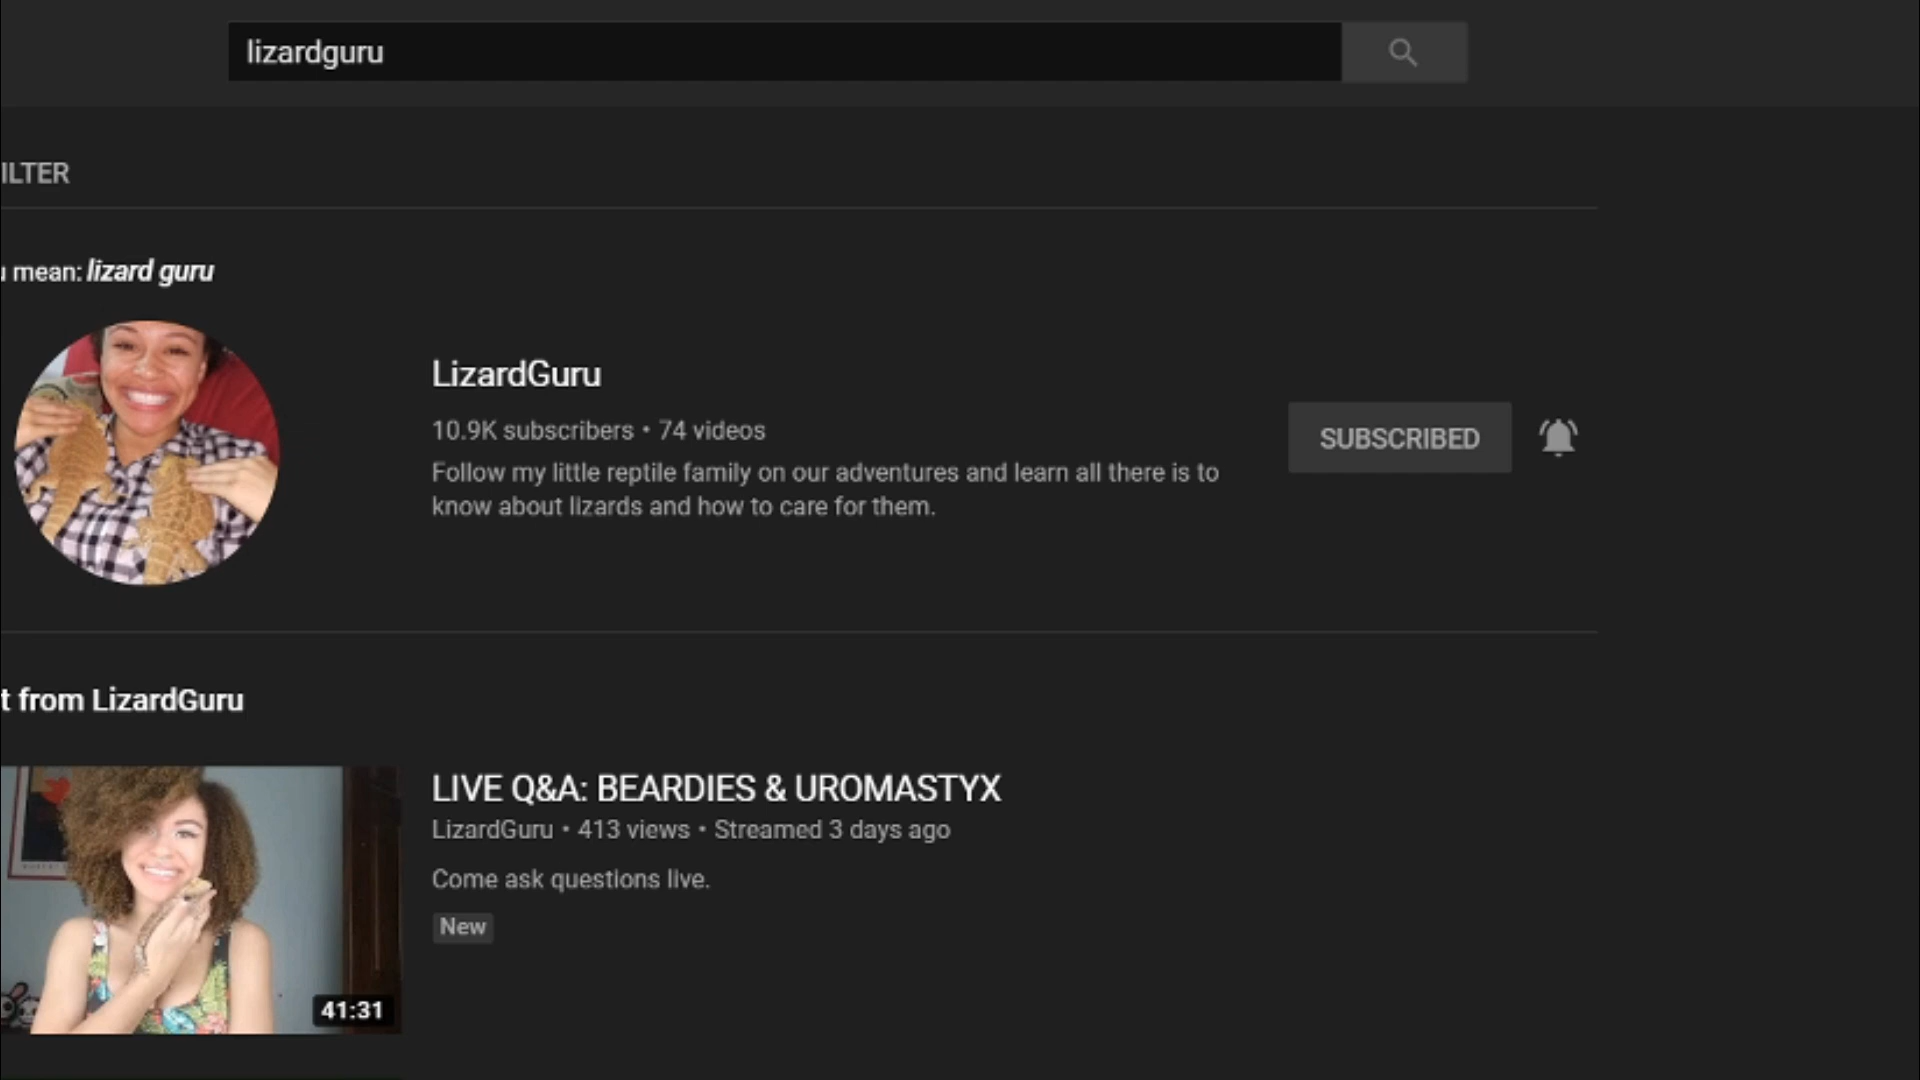 lizardguru
ILTER
u mean: lizard guru
LizardGuru
10.9K subscribers • 74 videos
Follow my little reptile family on our adventures and learn all there is to
know about lizards and how to care for them.
SUBSCRIBED
t from LizardGuru
LIVE Q&A: BEARDIES & UROMASTYX
LizardGuru • 413 views • Streamed 3 days ago
Come ask questions live.
New
41:31